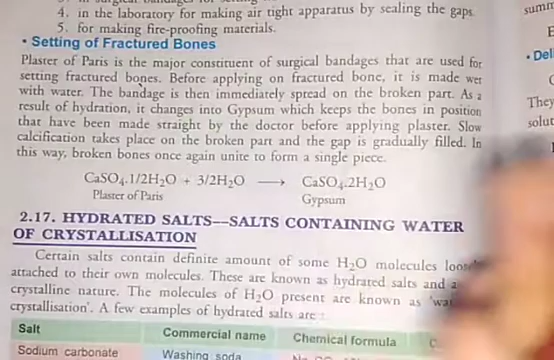 4. in the laboratory for making air tight apparatus by sealing the gaps.
5. for making fire-proofing materials.
• Setting of Fractured Bones
Plaster of Paris is the major constituent of surgical bandages that are used for
setting fractured bones. Before applying on fractured bone, it is made wet
with water. The bandage is then immediately spread on the broken part. As a
result of hydration, it changes into Gypsum which keeps the bones in position
that have been made straight by the doctor before applying plaster. Slow
calcification takes place on the broken part and the gap is gradually filled. In
this way, broken bones once again unite to form a single piece.
CaSO4.1/2H2O + 3/2H2O ⟶ CaSO4.2H2O
Plaster of Paris Gypsum
2.17. HYDRATED SALTS—SALTS CONTAINING WATER
OF CRYSTALLISATION
Certain salts contain definite amount of some H2O molecules
attached to their own molecules. These are known as hydrated salts and
crystalline nature. The molecules of H2O present are known as
crystallisation'. A few examples of hydrated salts are :
Salt Commercial name Chemical formula
Sodium carbonate Washing soda
They